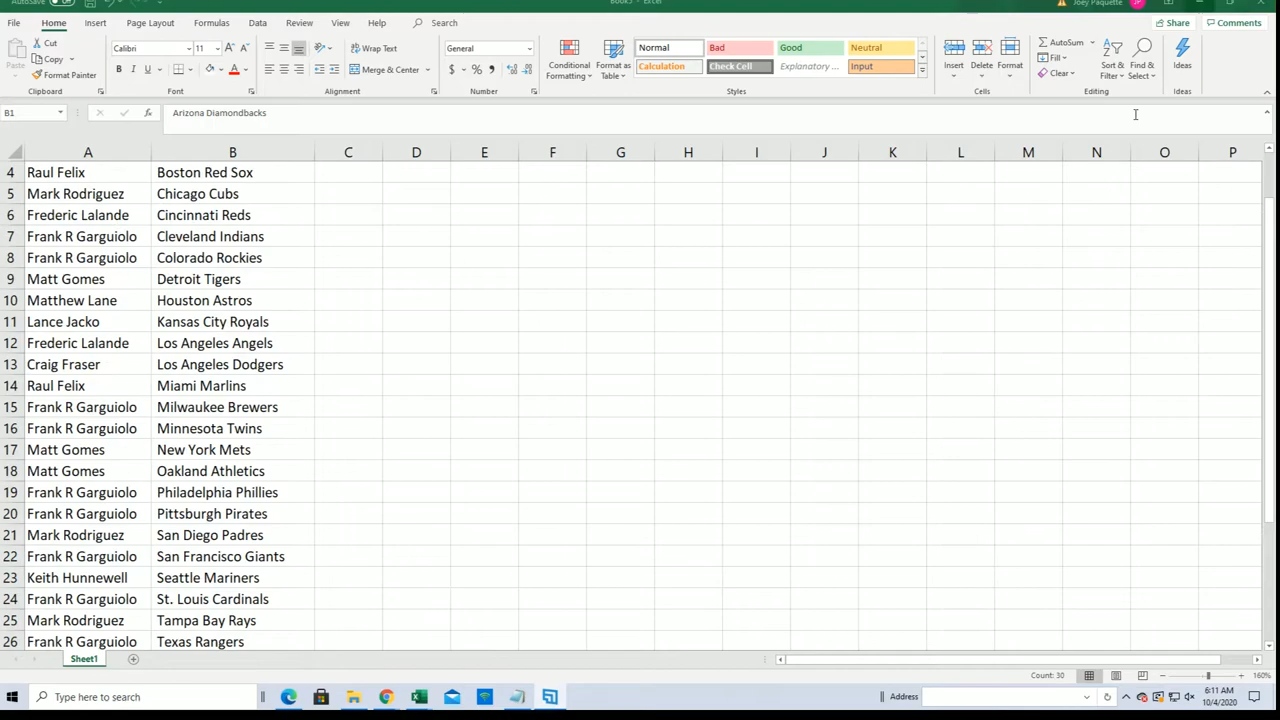 AutoSave Off Book5 - Excel Joey Paquette JP
File Home Insert Page Layout Formulas Data Review View Help Search Share Comments
Paste Cut Copy Format Painter Clipboard
Calibri 11 A A B I U A Font
Wrap Text Merge & Center Alignment
General $ % , Number
Conditional Formatting Format as Table Normal Bad Good Neutral Calculation Check Cell Explanatory ... Input Styles
Insert Delete Format Cells
AutoSum Fill Clear Sort & Filter Find & Select Editing
Ideas Ideas
B1 fx Arizona Diamondbacks
A B C D E F G H I J K L M N O P
4 Raul Felix Boston Red Sox
5 Mark Rodriguez Chicago Cubs
6 Frederic Lalande Cincinnati Reds
7 Frank R Garguiolo Cleveland Indians
8 Frank R Garguiolo Colorado Rockies
9 Matt Gomes Detroit Tigers
10 Matthew Lane Houston Astros
11 Lance Jacko Kansas City Royals
12 Frederic Lalande Los Angeles Angels
13 Craig Fraser Los Angeles Dodgers
14 Raul Felix Miami Marlins
15 Frank R Garguiolo Milwaukee Brewers
16 Frank R Garguiolo Minnesota Twins
17 Matt Gomes New York Mets
18 Matt Gomes Oakland Athletics
19 Frank R Garguiolo Philadelphia Phillies
20 Frank R Garguiolo Pittsburgh Pirates
21 Mark Rodriguez San Diego Padres
22 Frank R Garguiolo San Francisco Giants
23 Keith Hunnewell Seattle Mariners
24 Frank R Garguiolo St. Louis Cardinals
25 Mark Rodriguez Tampa Bay Rays
26 Frank R Garguiolo Texas Rangers
Sheet1
Count: 30 160%
Type here to search Address 6:11 AM
10/4/2020